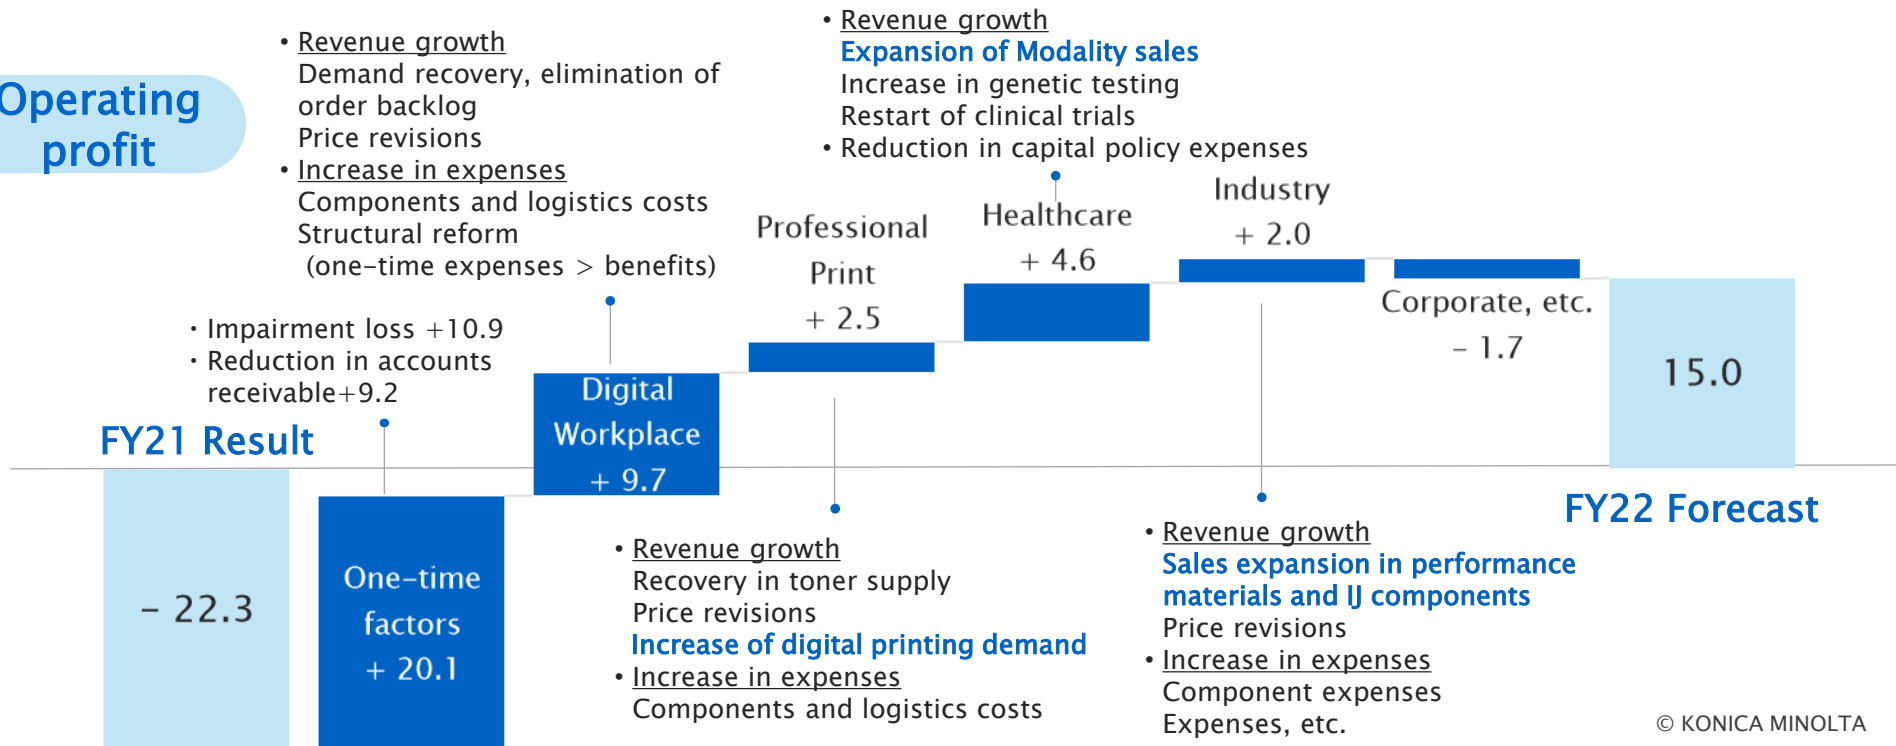 Operating
profit
• Revenue growth
Demand recovery, elimination of
order backlog
Price revisions
• Increase in expenses
Components and logistics costs
Structural reform
(one-time expenses > benefits)
• Revenue growth
Expansion of Modality sales
Increase in genetic testing
Restart of clinical trials
• Reduction in capital policy expenses
・Impairment loss +10.9
・Reduction in accounts
receivable+9.2
FY21 Result
- 22.3
One-time
factors
+ 20.1
Digital
Workplace
+ 9.7
Professional
Print
+ 2.5
Healthcare
+ 4.6
Industry
+ 2.0
Corporate, etc.
- 1.7
15.0
FY22 Forecast
• Revenue growth
Recovery in toner supply
Price revisions
Increase of digital printing demand
• Increase in expenses
Components and logistics costs
• Revenue growth
Sales expansion in performance
materials and IJ components
Price revisions
• Increase in expenses
Component expenses
Expenses, etc.
© KONICA MINOLTA